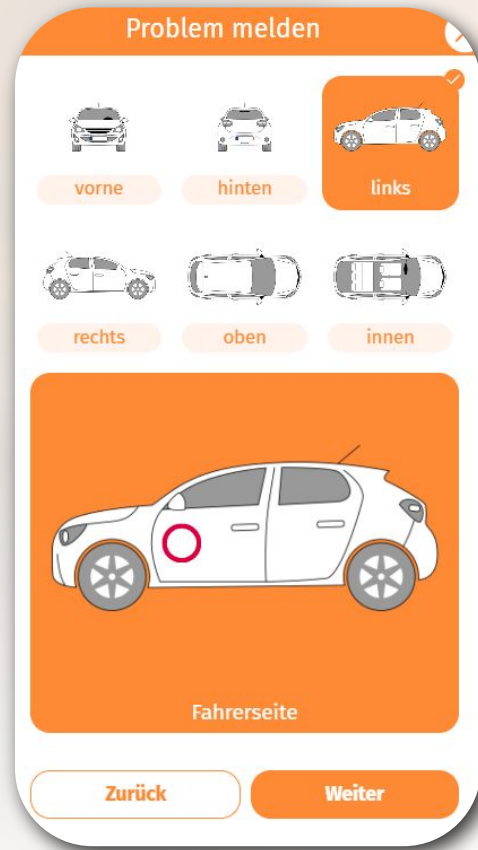 Problem melden
vorne
hinten
links
rechts
oben
innen
Fahrerseite
Zurück
Weiter